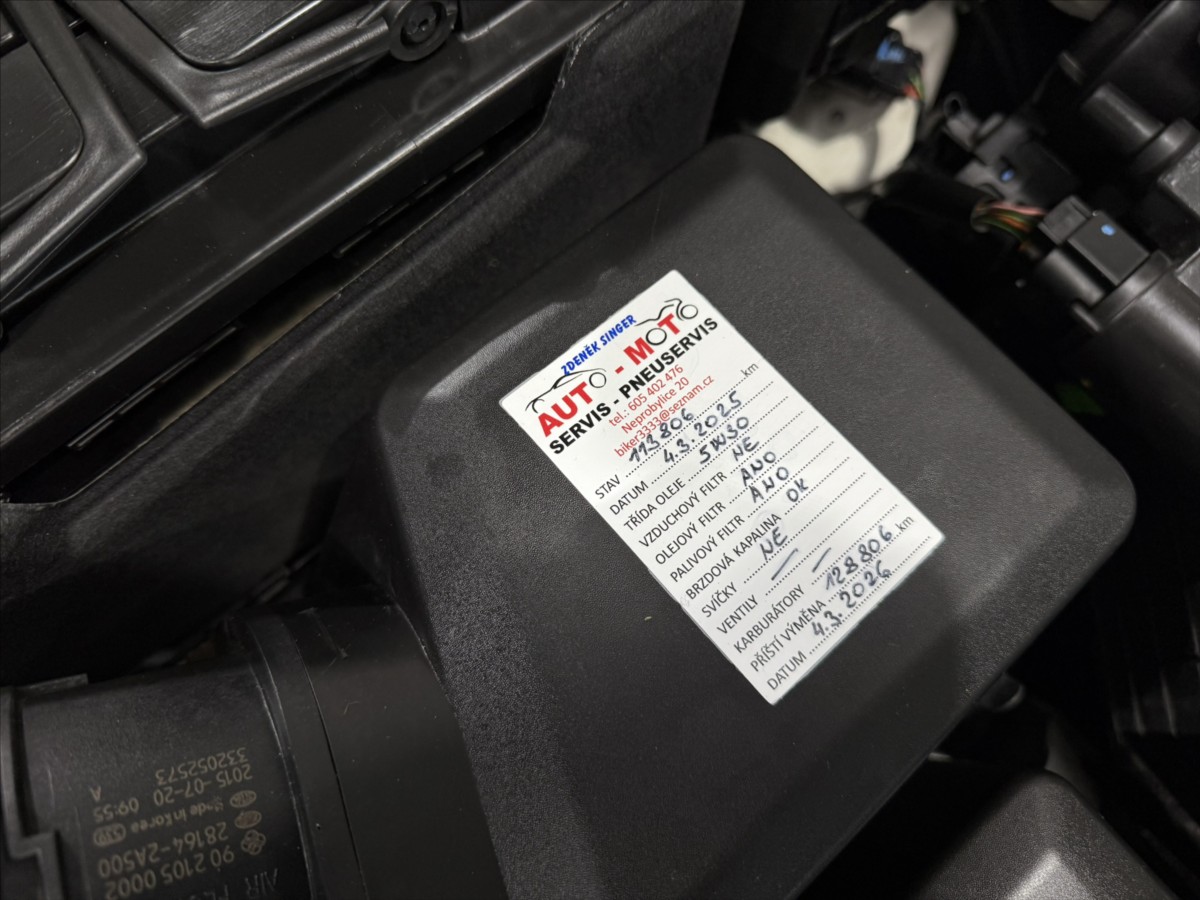 ZDENĚK SINGER
AUTO - MOTO
SERVIS - PNEUSERVIS
tel.: 605 402 476
Neprobylice 20
biker3333@seznam.cz
STAV 113806 km
DATUM 4.3.2025
TŘÍDA OLEJE 5W30
VZDUCHOVÝ FILTR NE
OLEJOVÝ FILTR ANO
PALIVOVÝ FILTR ANO
BRZDOVÁ KAPALINA OK
SVÍČKY NE
VENTILY —
KARBURÁTORY —
PŘÍŠTÍ VÝMĚNA 128806 km
DATUM 4.3.2026
90 2105 0002
28164-2A500
Made in Korea
2015-07-20 09:55
332052573 A